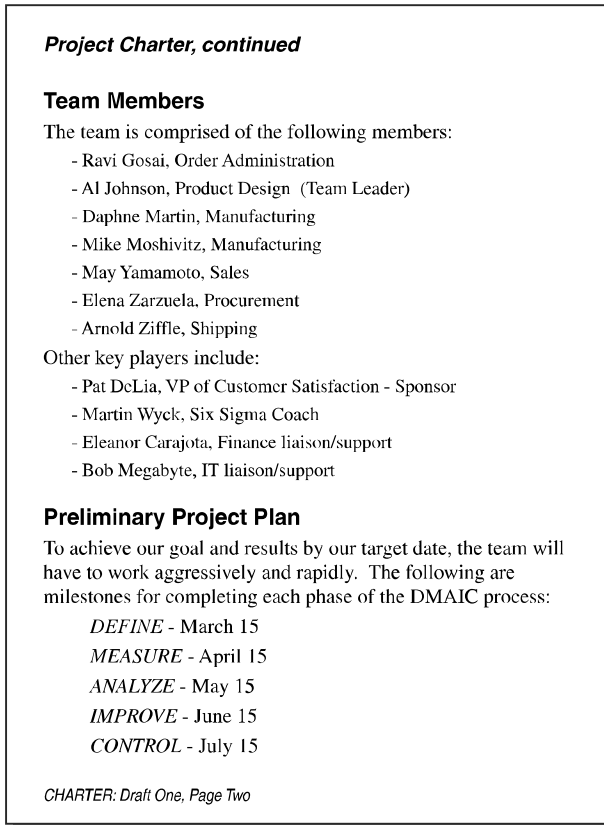 Project Charter, continued
Team Members
The team is comprised of the following members:
- Ravi Gosai, Order Administration
- Al Johnson, Product Design  (Team Leader)
- Daphne Martin, Manufacturing
- Mike Moshivitz, Manufacturing
- May Yamamoto, Sales
- Elena Zarzuela, Procurement
- Arnold Ziffle, Shipping
Other key players include:
- Pat DeLia, VP of Customer Satisfaction - Sponsor
- Martin Wyck, Six Sigma Coach
- Eleanor Carajota, Finance liaison/support
- Bob Megabyte, IT liaison/support
Preliminary Project Plan
To achieve our goal and results by our target date, the team will
have to work aggressively and rapidly.  The following are
milestones for completing each phase of the DMAIC process:
DEFINE - March 15
MEASURE - April 15
ANALYZE - May 15
IMPROVE - June 15
CONTROL - July 15
CHARTER: Draft One, Page Two